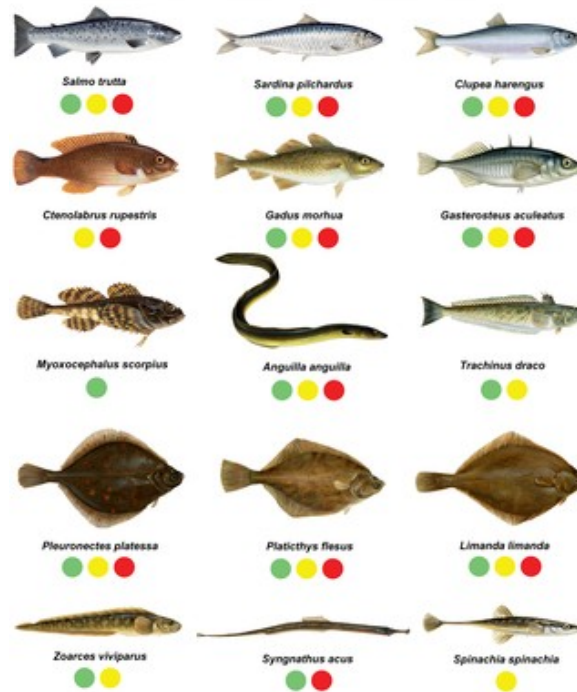 Salmo trutta
Sardina pilchardus
Clupea harengus
Ctenolabrus rupestris
Gadus morhua
Gasterosteus aculeatus
Myoxocephalus scorpius
Anguilla anguilla
Trachinus draco
Pleuronectes platessa
Platicthys flesus
Limanda limanda
Zoarces viviparus
Syngnathus acus
Spinachia spinachia